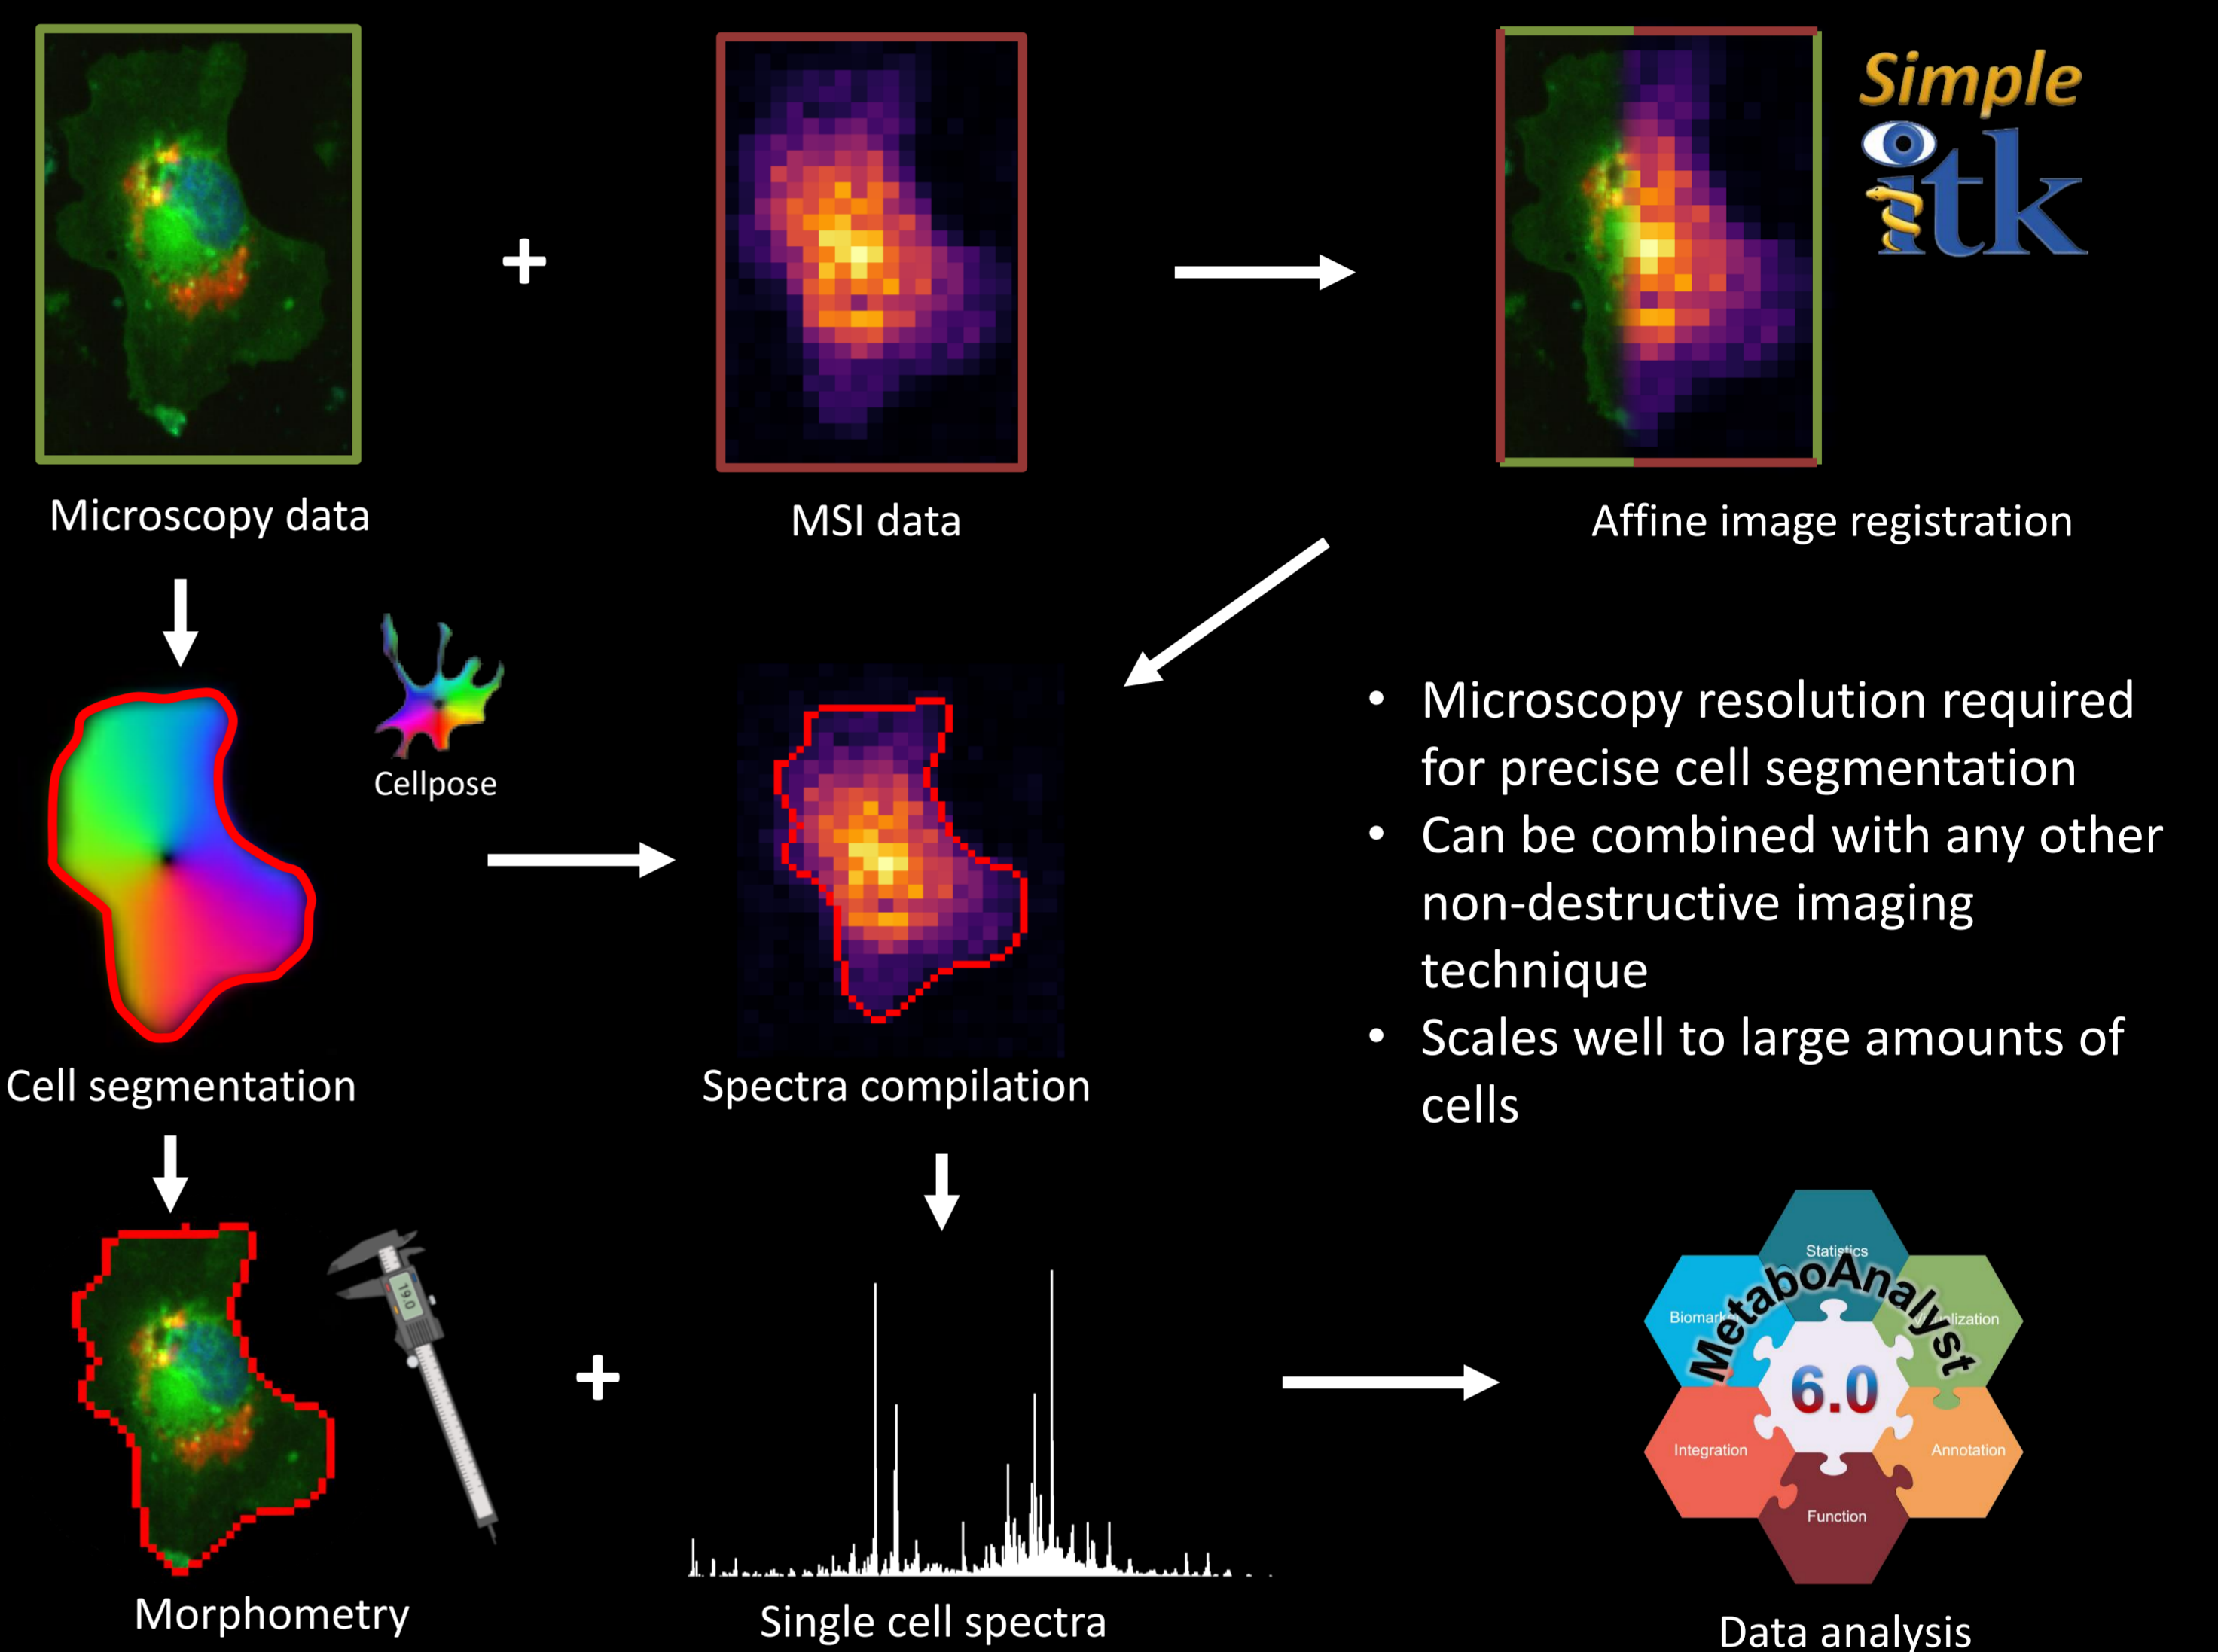 Simple
itk
Microscopy data
MSI data
Affine image registration
Cellpose
• Microscopy resolution required
for precise cell segmentation
• Can be combined with any other
non-destructive imaging
technique
• Scales well to large amounts of
cells
Cell segmentation
Spectra compilation
19.0
Statistics
MetaboAnalyst
6.0
Integration
Annotation
Function
Morphometry
Single cell spectra
Data analysis